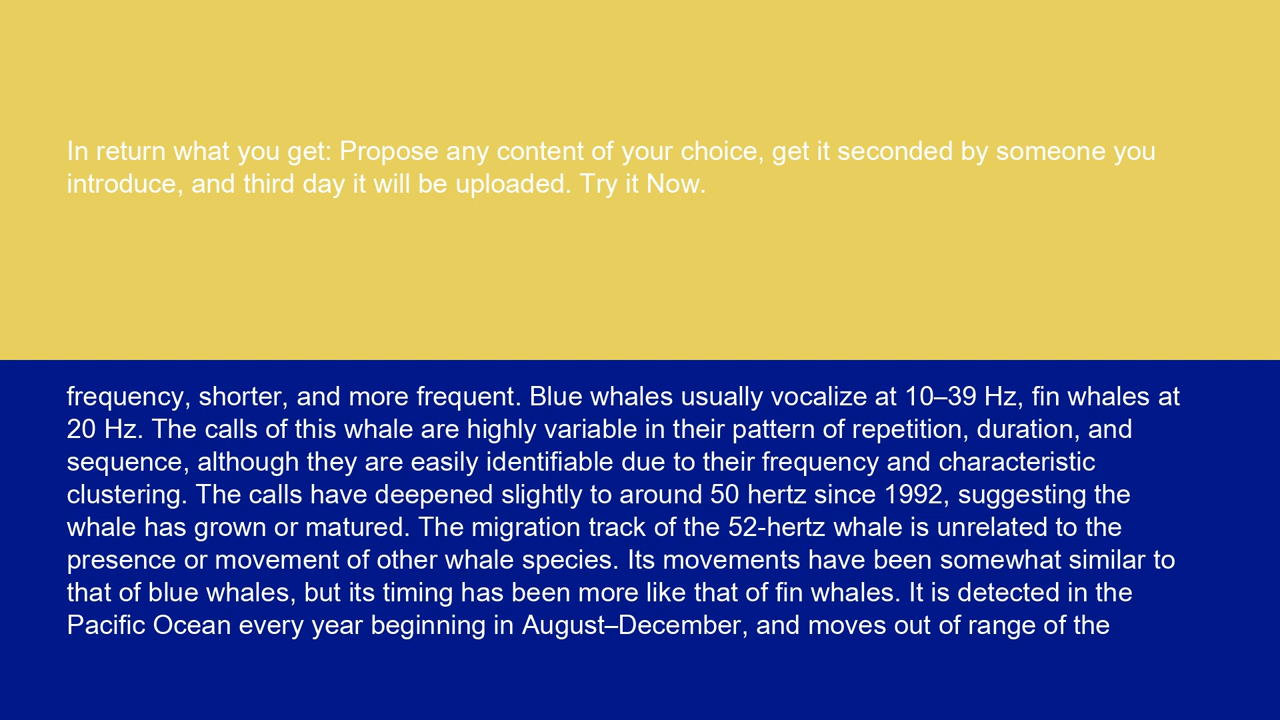 In return what you get: Propose any content of your choice, get it seconded by someone you
introduce, and third day it will be uploaded. Try it Now.
frequency, shorter, and more frequent. Blue whales usually vocalize at 10–39 Hz, fin whales at
20 Hz. The calls of this whale are highly variable in their pattern of repetition, duration, and
sequence, although they are easily identifiable due to their frequency and characteristic
clustering. The calls have deepened slightly to around 50 hertz since 1992, suggesting the
whale has grown or matured. The migration track of the 52-hertz whale is unrelated to the
presence or movement of other whale species. Its movements have been somewhat similar to
that of blue whales, but its timing has been more like that of fin whales. It is detected in the
Pacific Ocean every year beginning in August–December, and moves out of range of the